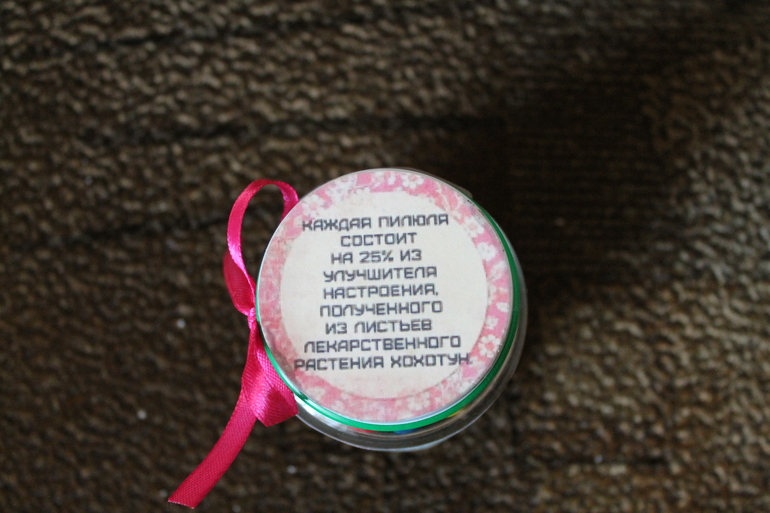 КАЖДАЯ ПИЛЮЛЯ
СОСТОИТ
НА 25% ИЗ
УЛУЧШИТЕЛЯ
НАСТРОЕНИЯ,
ПОЛУЧЕННОГО
ИЗ ЛИСТЬЕВ
ЛЕКАРСТВЕННОГО
РАСТЕНИЯ ХОХОТУН.